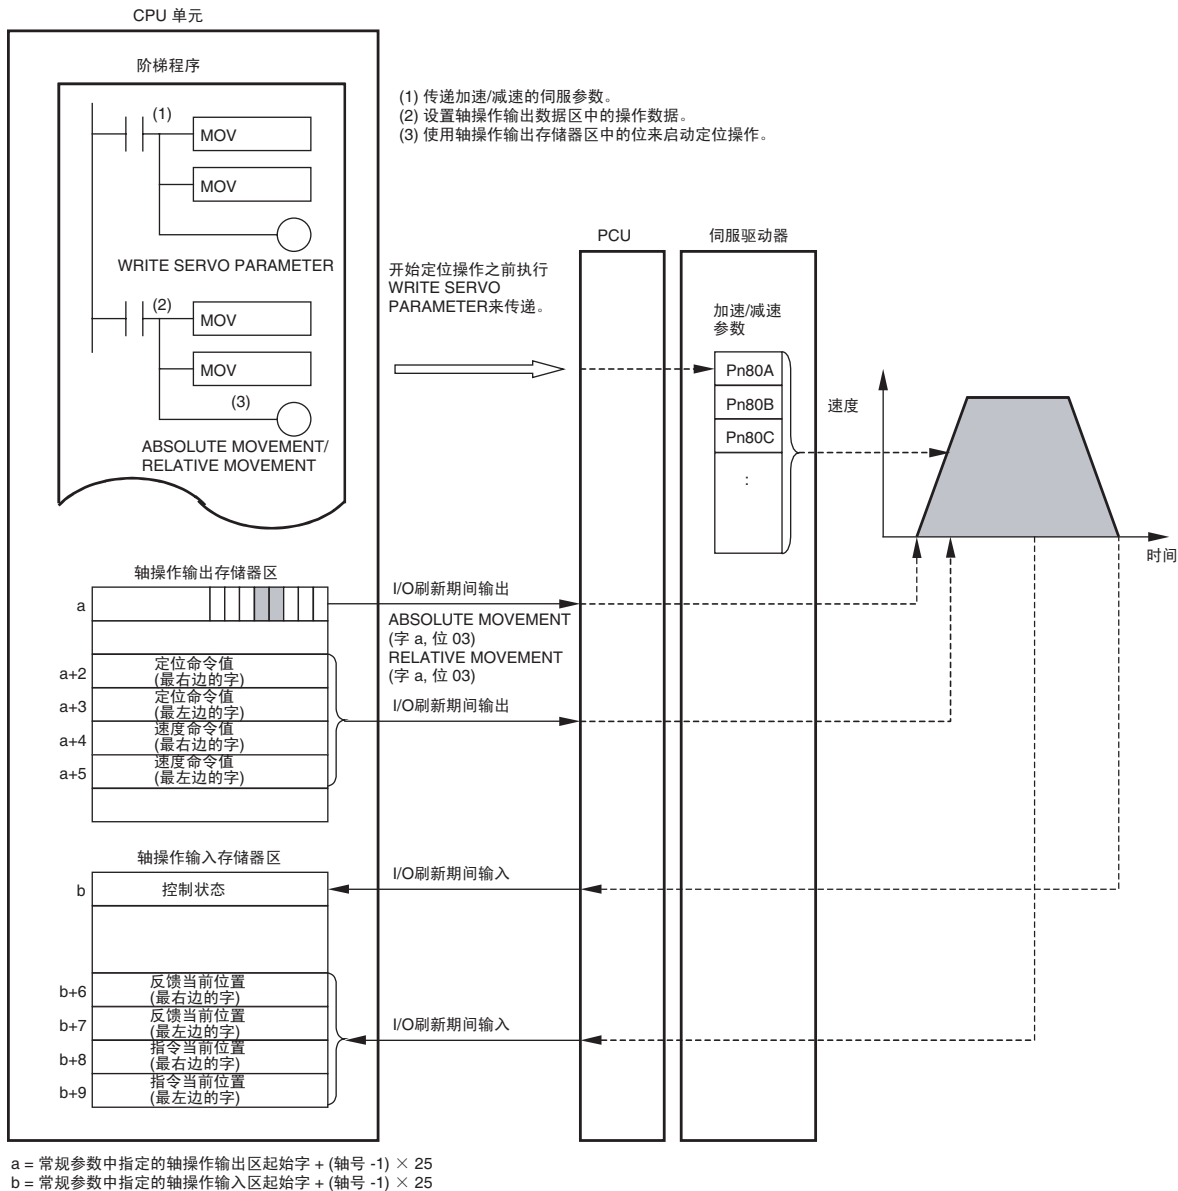 CPU 单元
阶梯程序
(1)
MOV
MOV
WRITE SERVO PARAMETER
(2)
MOV
MOV
(3)
ABSOLUTE MOVEMENT/
RELATIVE MOVEMENT
(1) 传递加速/减速的伺服参数。
(2) 设置轴操作输出数据区中的操作数据。
(3) 使用轴操作输出存储器区中的位来启动定位操作。
开始定位操作之前执行
WRITE SERVO
PARAMETER来传递。
PCU
伺服驱动器
加速/减速
参数
Pn80A
Pn80B
Pn80C
:
速度
时间
轴操作输出存储器区
a
a+2
定位命令值
(最右边的字)
a+3
定位命令值
(最左边的字)
a+4
速度命令值
(最右边的字)
a+5
速度命令值
(最左边的字)
I/O刷新期间输出
ABSOLUTE MOVEMENT
(字 a, 位 03)
RELATIVE MOVEMENT
(字 a, 位 03)
I/O刷新期间输出
轴操作输入存储器区
b
控制状态
I/O刷新期间输入
b+6
反馈当前位置
(最右边的字)
b+7
反馈当前位置
(最左边的字)
b+8
指令当前位置
(最右边的字)
b+9
指令当前位置
(最左边的字)
I/O刷新期间输入
a = 常规参数中指定的轴操作输出区起始字 + (轴号 -1) × 25
b = 常规参数中指定的轴操作输入区起始字 + (轴号 -1) × 25